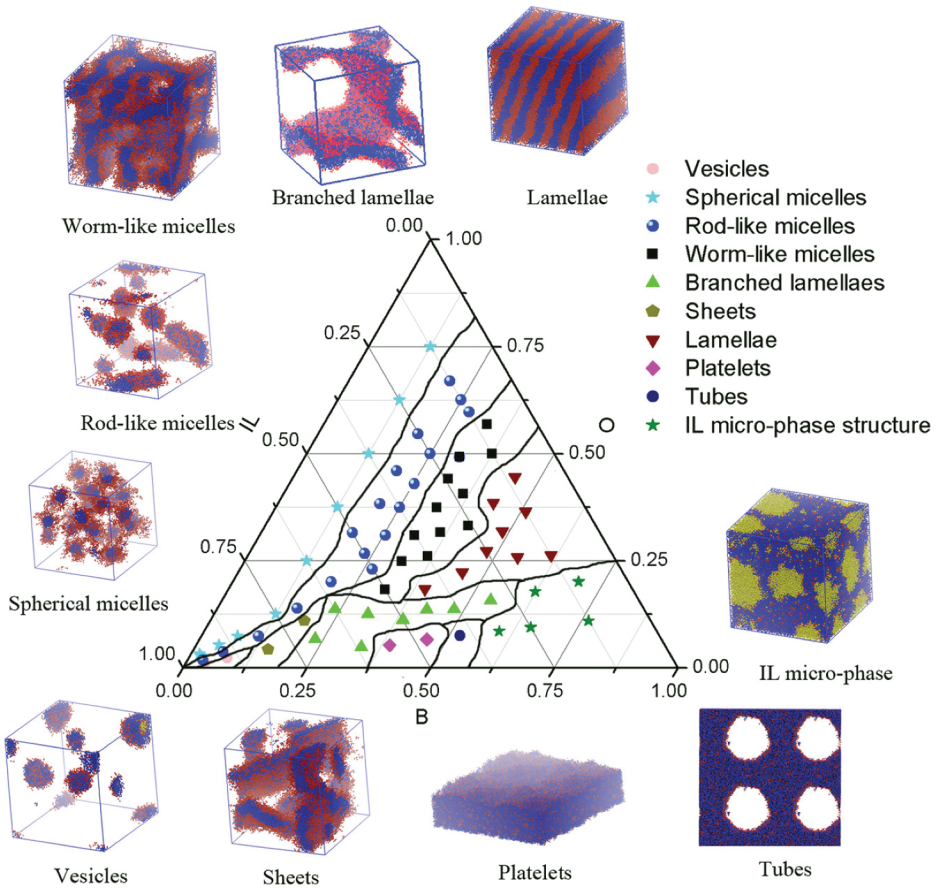 Worm-like micelles
Branched lamellae
Lamellae
Vesicles
Spherical micelles
Rod-like micelles
Worm-like micelles
Branched lamellaes
Sheets
Lamellae
Platelets
Tubes
IL micro-phase structure
0.00
1.00
0.25
0.75
Rod-like micelles
IL
O
0.50
0.50
0.75
0.25
Spherical micelles
1.00
0.00
0.00
0.25
0.50
0.75
1.00
B
IL micro-phase
Vesicles
Sheets
Platelets
Tubes